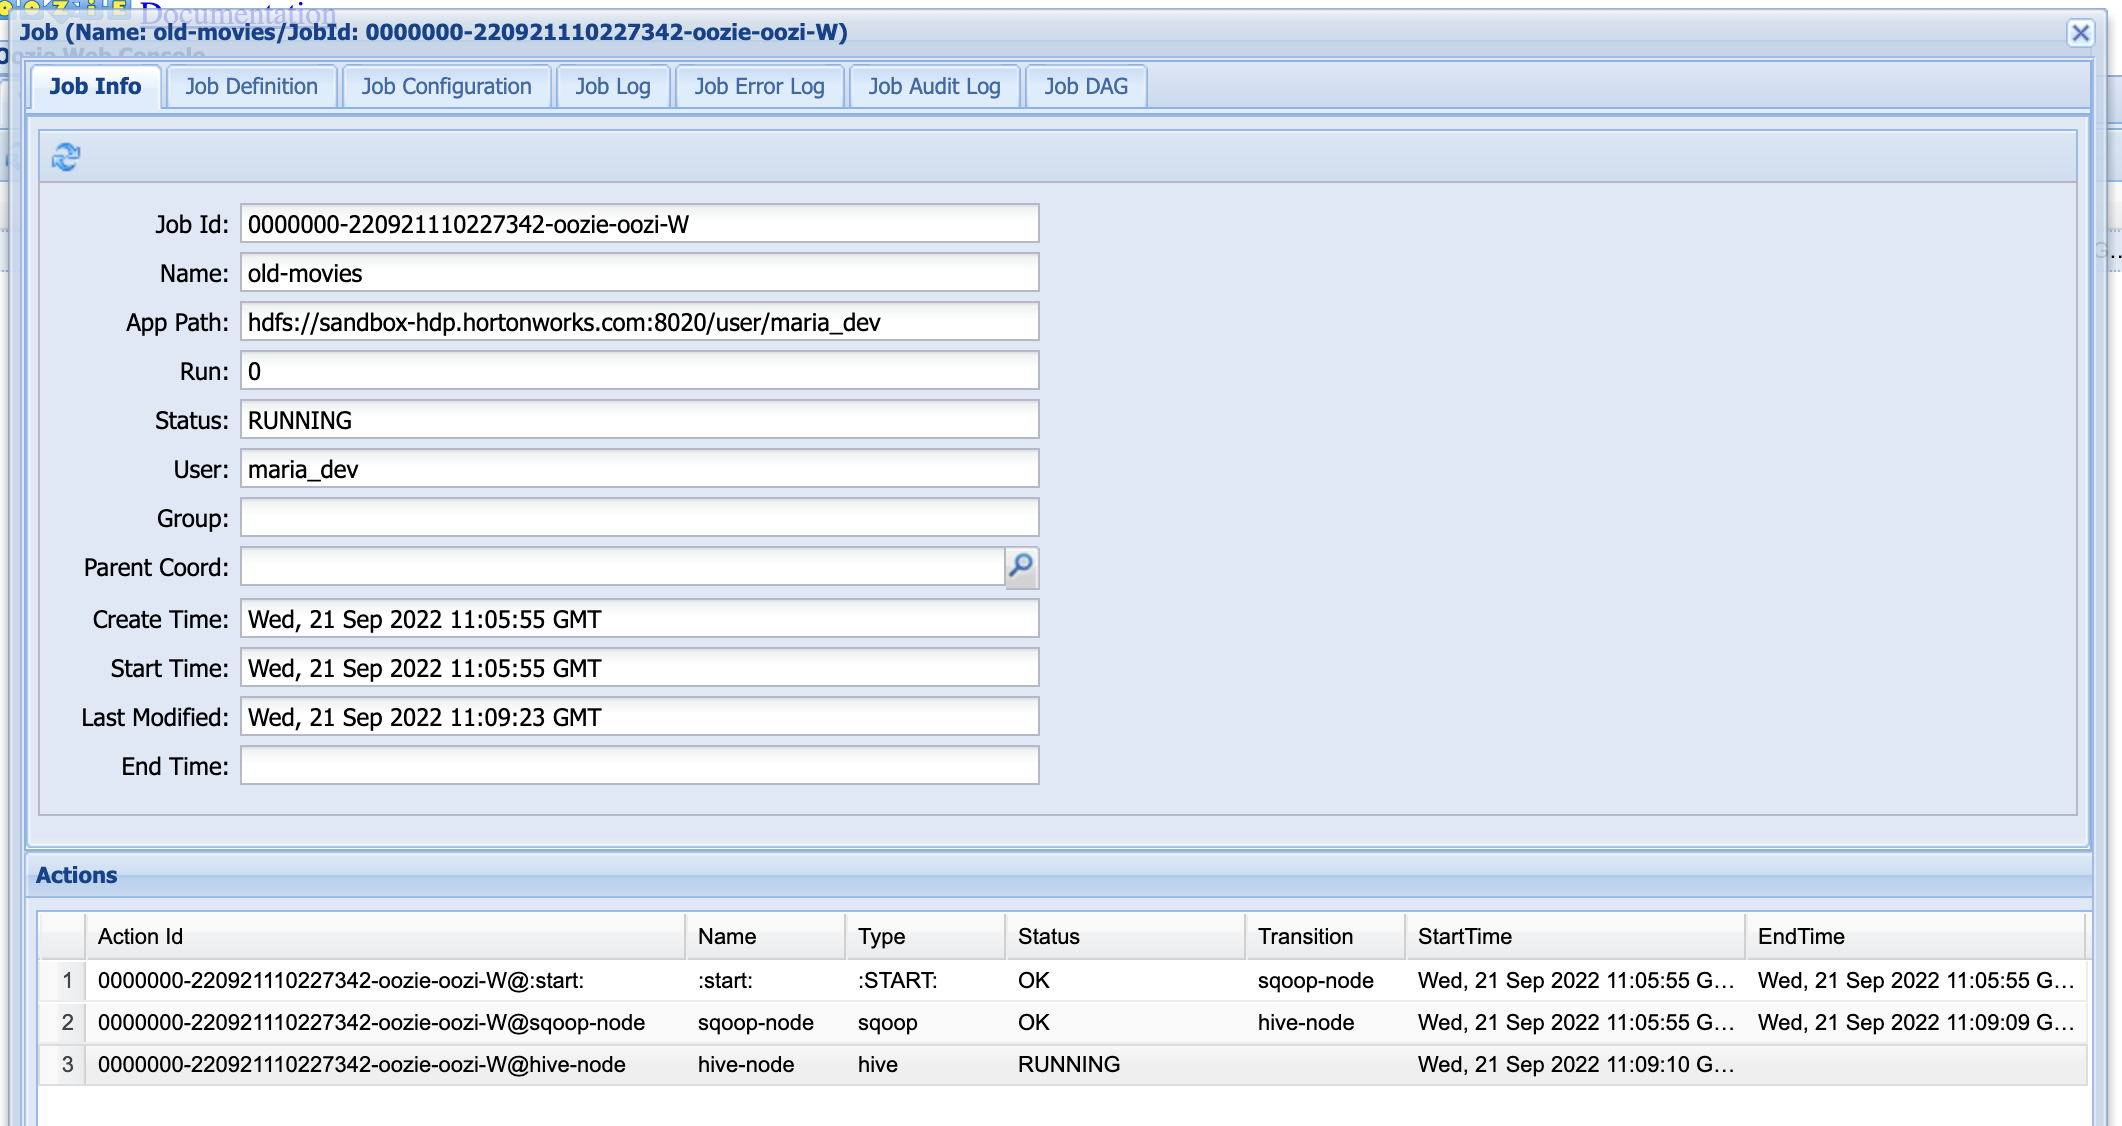 OOZiE Documentation
Job (Name: old-movies/JobId: 0000000-220921110227342-oozie-oozi-W)
Oozie Web Console
Job Info Job Definition Job Configuration Job Log Job Error Log Job Audit Log Job DAG
Job Id: 0000000-220921110227342-oozie-oozi-W
Name: old-movies
App Path: hdfs://sandbox-hdp.hortonworks.com:8020/user/maria_dev
Run: 0
Status: RUNNING
User: maria_dev
Group:
Parent Coord:
Create Time: Wed, 21 Sep 2022 11:05:55 GMT
Start Time: Wed, 21 Sep 2022 11:05:55 GMT
Last Modified: Wed, 21 Sep 2022 11:09:23 GMT
End Time:
G...
Actions
Action Id Name Type Status Transition StartTime EndTime
1 0000000-220921110227342-oozie-oozi-W@:start: :start: :START: OK sqoop-node Wed, 21 Sep 2022 11:05:55 G... Wed, 21 Sep 2022 11:05:55 G...
2 0000000-220921110227342-oozie-oozi-W@sqoop-node sqoop-node sqoop OK hive-node Wed, 21 Sep 2022 11:05:55 G... Wed, 21 Sep 2022 11:09:09 G...
3 0000000-220921110227342-oozie-oozi-W@hive-node hive-node hive RUNNING Wed, 21 Sep 2022 11:09:10 G...